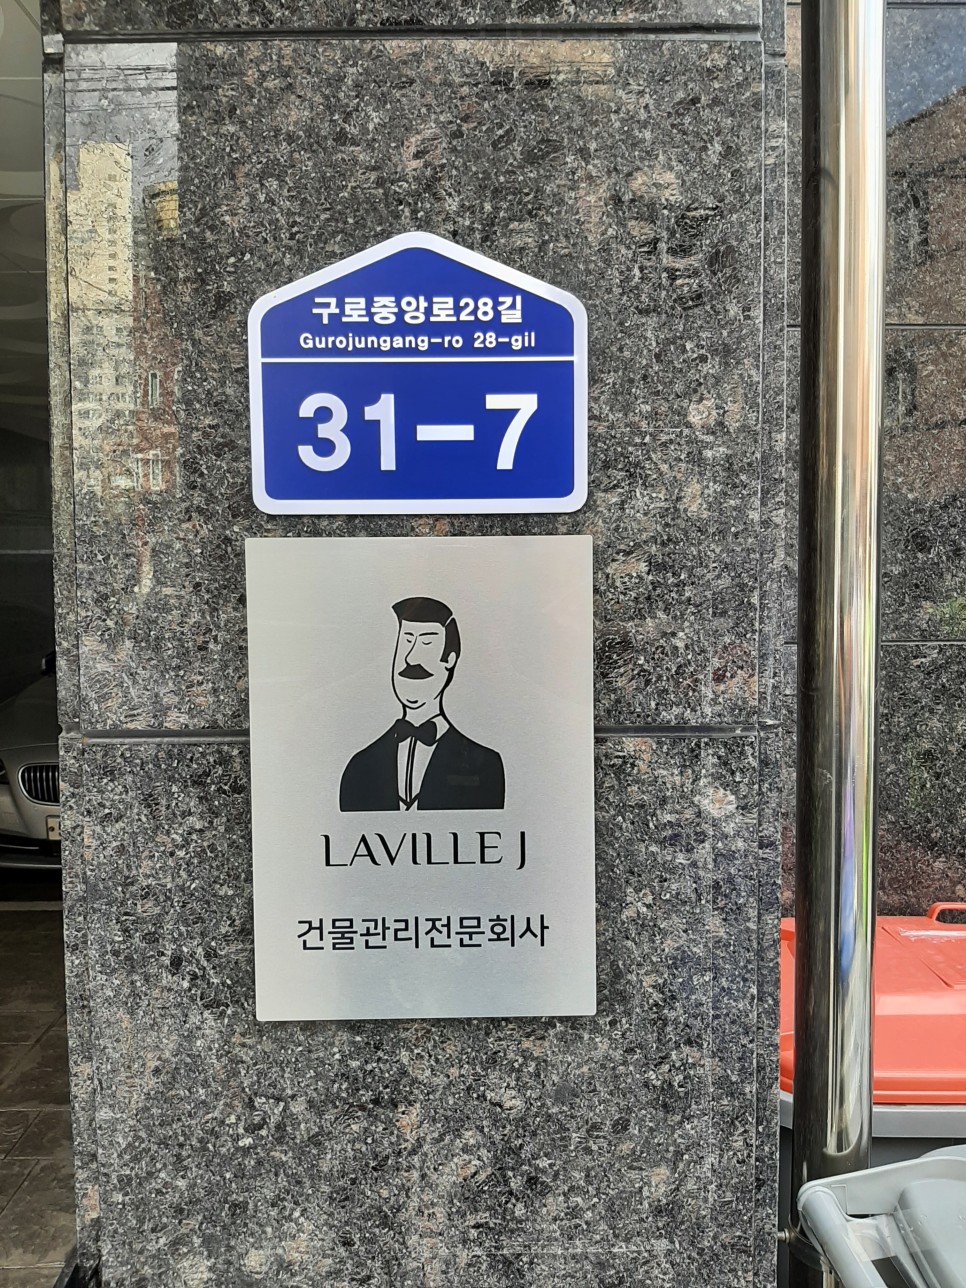 구로중앙로28길
Gurojungang-ro 28-gil
31-7
LAVILLE J
건물관리전문회사